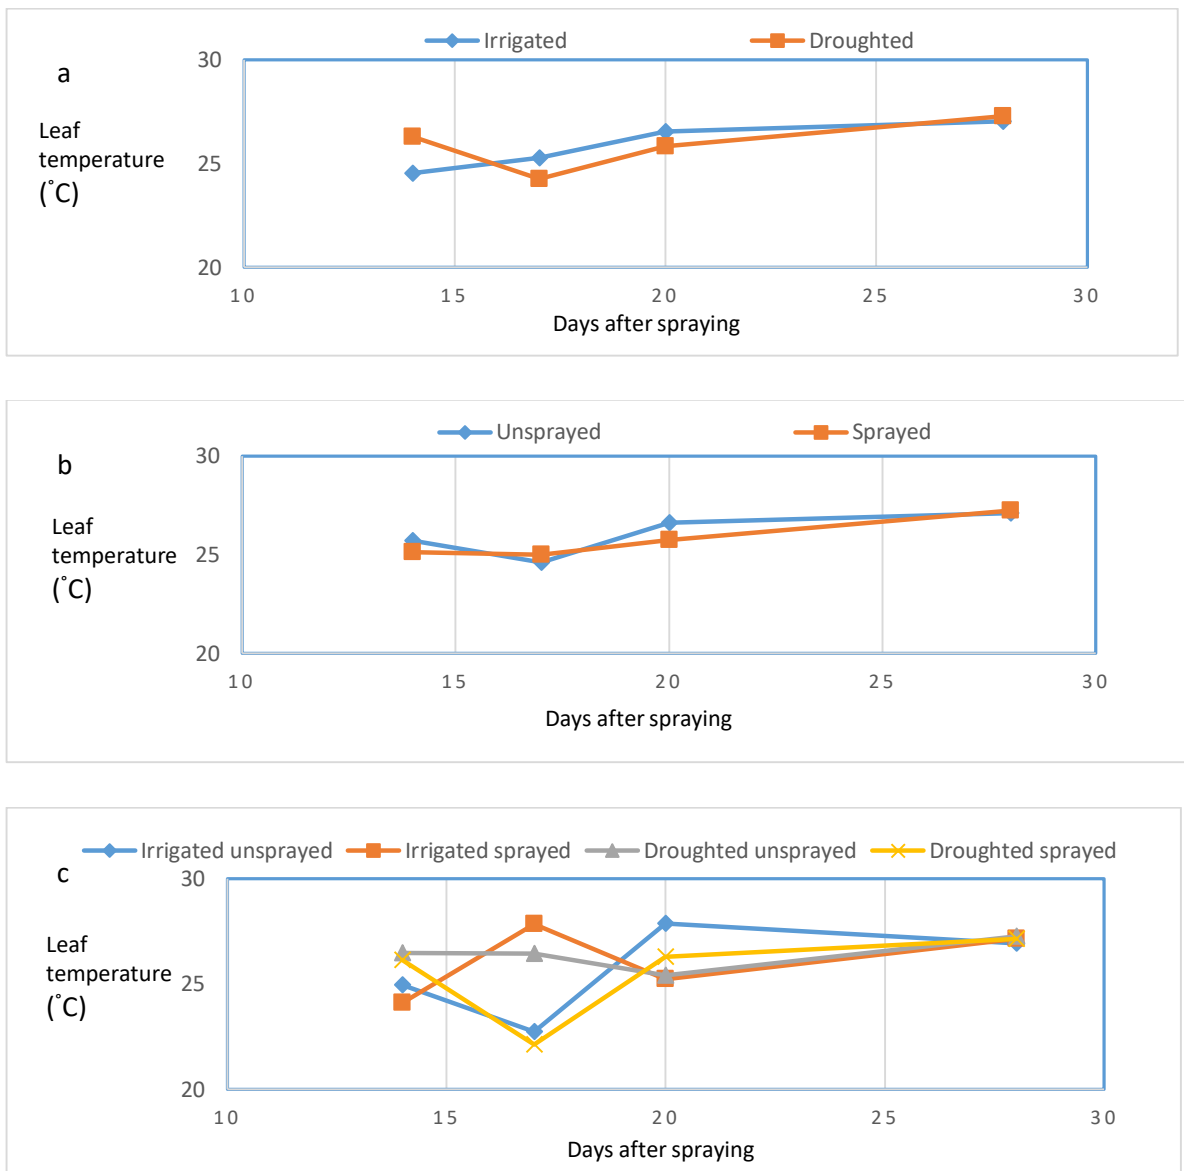 Irrigated Droughted
30
a
Leaf
temperature
(°C)
25
20
10 15 20 25 30
Days after spraying
Unsprayed Sprayed
30
b
Leaf
temperature
(°C)
25
20
10 15 20 25 30
Days after spraying
Irrigated unsprayed Irrigated sprayed Droughted unsprayed Droughted sprayed
30
c
Leaf
temperature
(°C)
25
20
10 15 20 25 30
Days after spraying